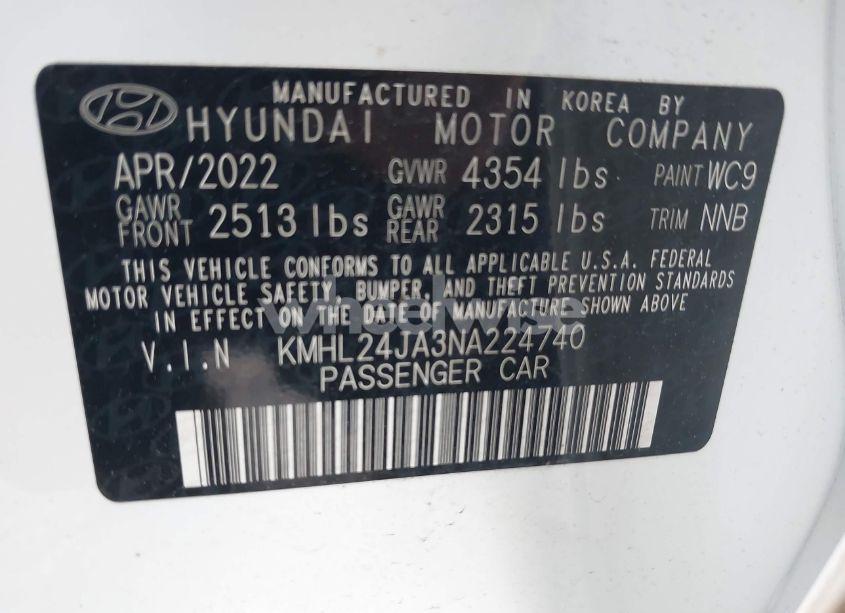 MANUFACTURED IN KOREA BY
HYUNDAI MOTOR COMPANY
APR/2022 GVWR 4354 lbs PAINT WC9
GAWR FRONT 2513 lbs GAWR REAR 2315 lbs TRIM NNB
THIS VEHICLE CONFORMS TO ALL APPLICABLE U.S.A. FEDERAL
MOTOR VEHICLE SAFETY, BUMPER, AND THEFT PREVENTION STANDARDS
IN EFFECT ON THE DATE OF MANUFACTURE SHOWN ABOVE
wheelwise
V.I.N KMHL24JA3NA224740
PASSENGER CAR